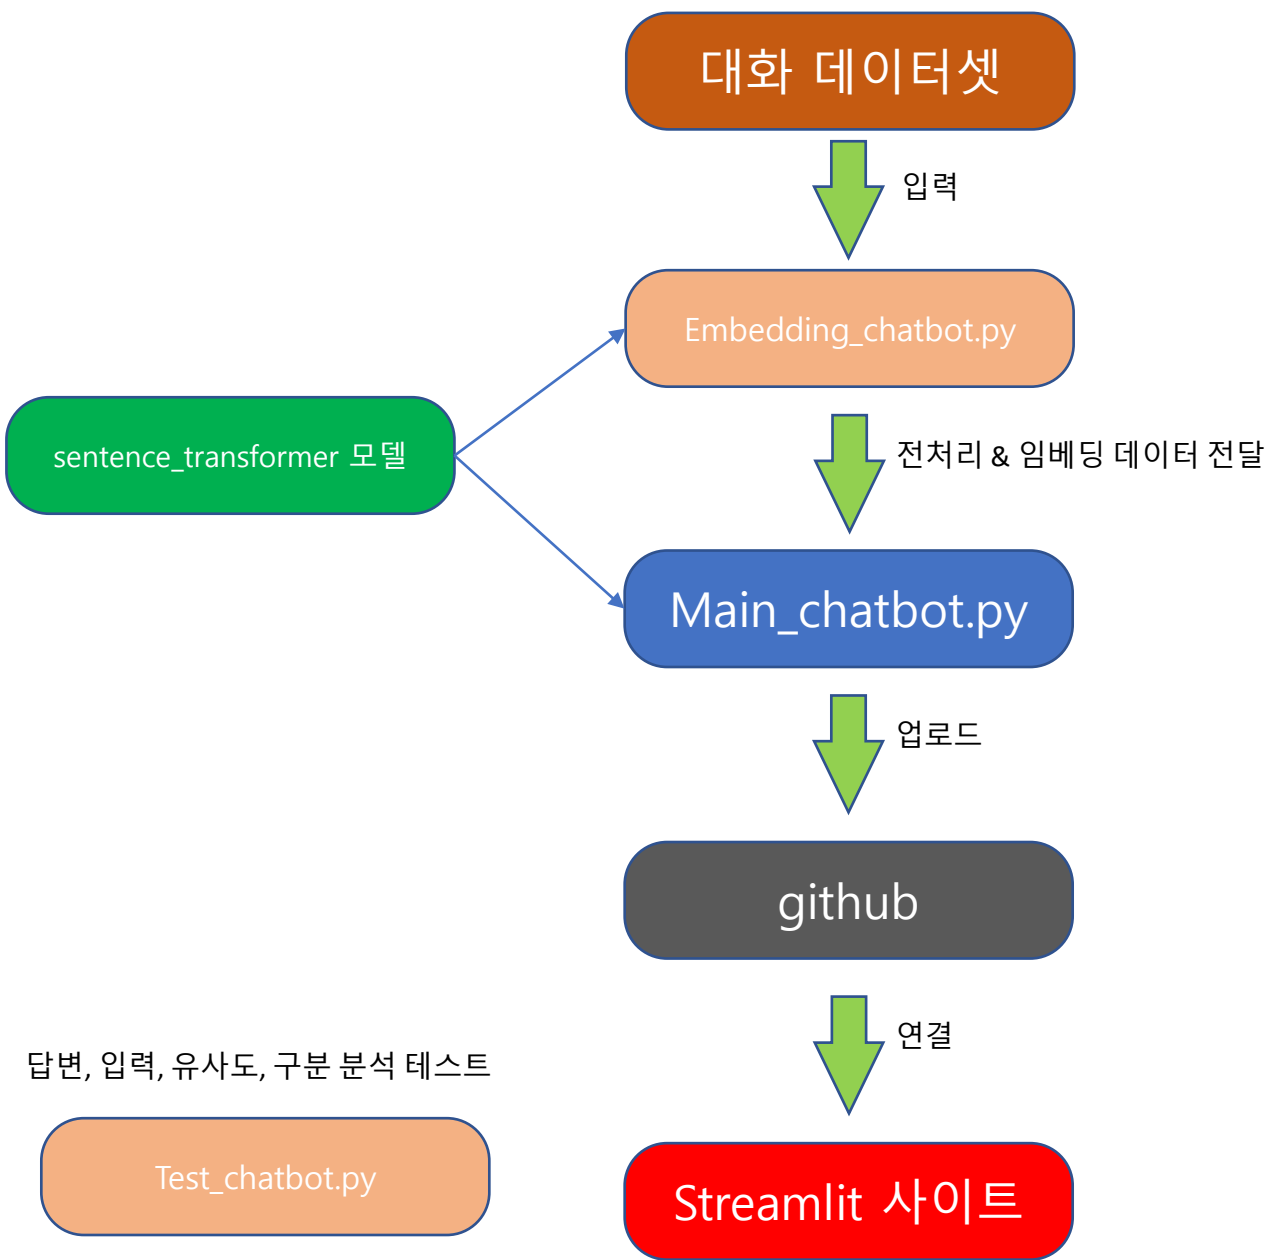 대화 데이터셋
입력
Embedding_chatbot.py
sentence_transformer 모델
전처리 & 임베딩 데이터 전달
Main_chatbot.py
업로드
github
연결
답변, 입력, 유사도, 구분 분석 테스트
Test_chatbot.py
Streamlit 사이트